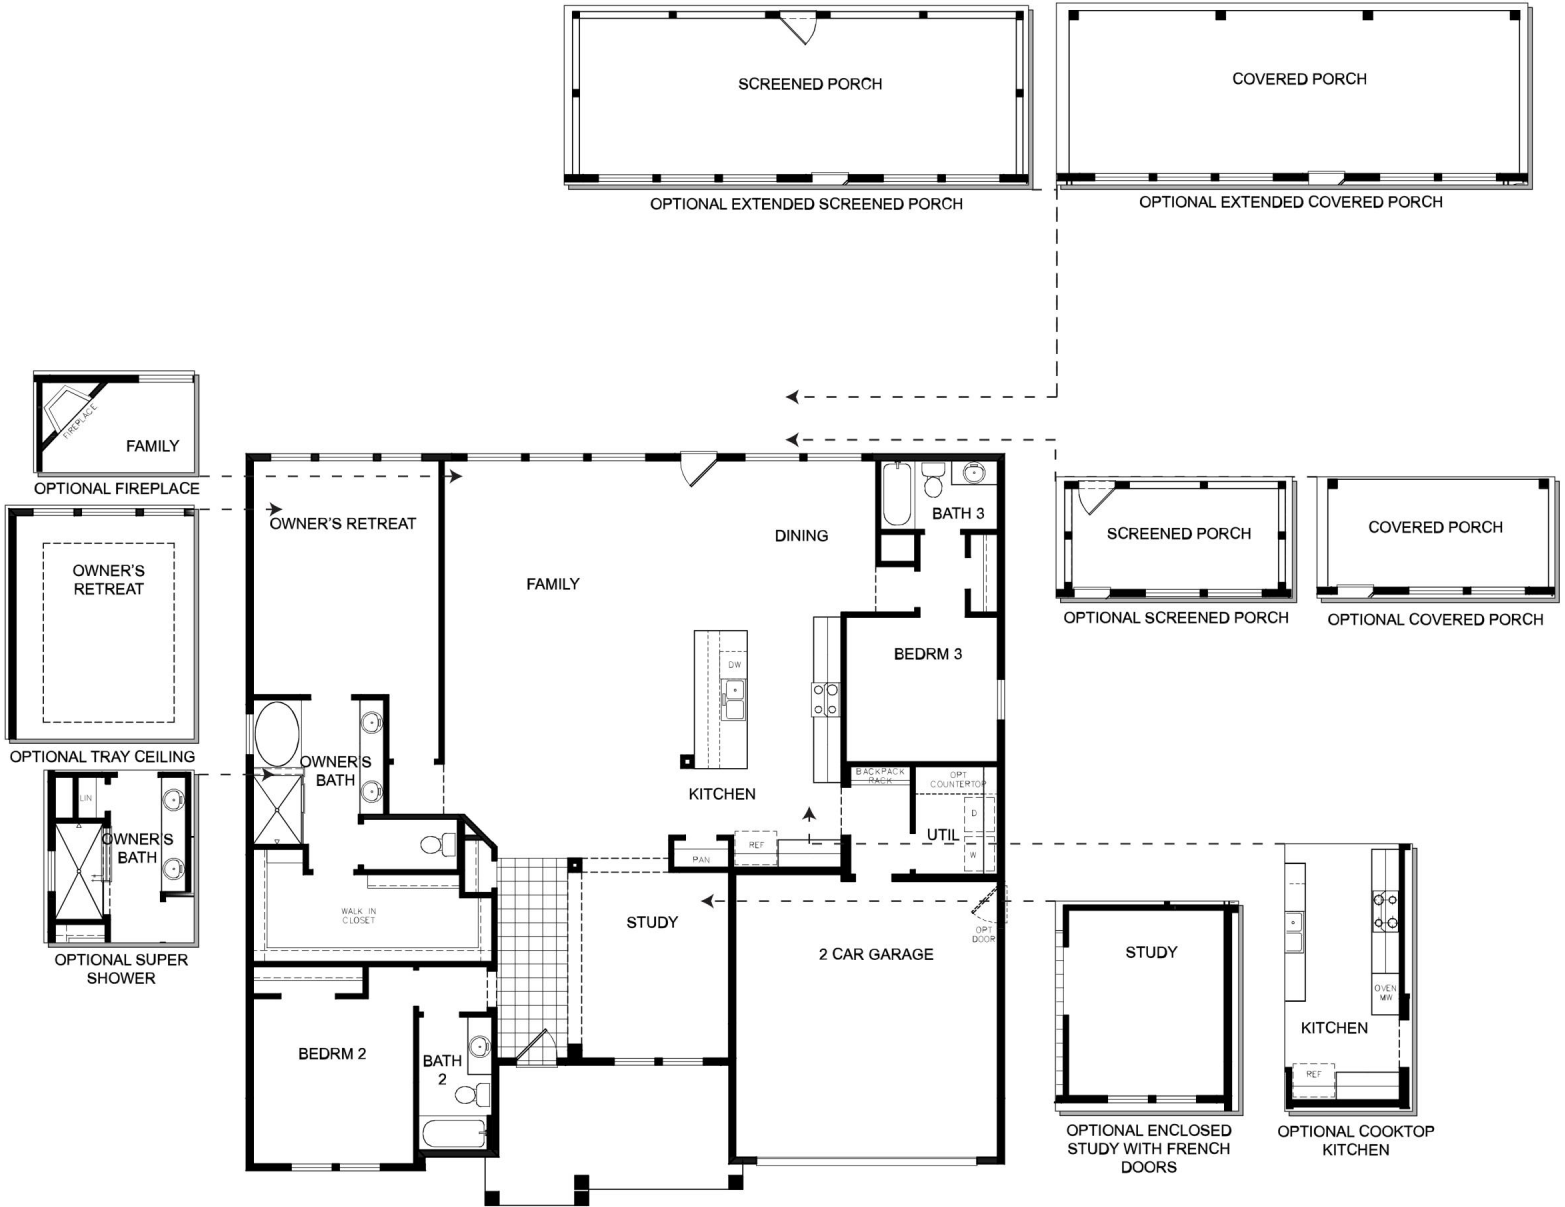 SCREENED PORCH
COVERED PORCH
OPTIONAL EXTENDED SCREENED PORCH
OPTIONAL EXTENDED COVERED PORCH
FIREPLACE
FAMILY
OPTIONAL FIREPLACE
OWNER'S
RETREAT
OPTIONAL TRAY CEILING
LIN
OWNER'S
BATH
OPTIONAL SUPER
SHOWER
OWNER'S RETREAT
FAMILY
DINING
BATH 3
BEDRM 3
DW
OWNER'S
BATH
KITCHEN
BACKPACK
RACK
OPT
COUNTERTOP
D
UTIL
W
REF
PAN
WALK IN
CLOSET
STUDY
OPT
DOOR
2 CAR GARAGE
BEDRM 2
BATH
2
SCREENED PORCH
COVERED PORCH
OPTIONAL SCREENED PORCH
OPTIONAL COVERED PORCH
STUDY
OPTIONAL ENCLOSED
STUDY WITH FRENCH
DOORS
OVEN
MW
KITCHEN
REF
OPTIONAL COOKTOP
KITCHEN